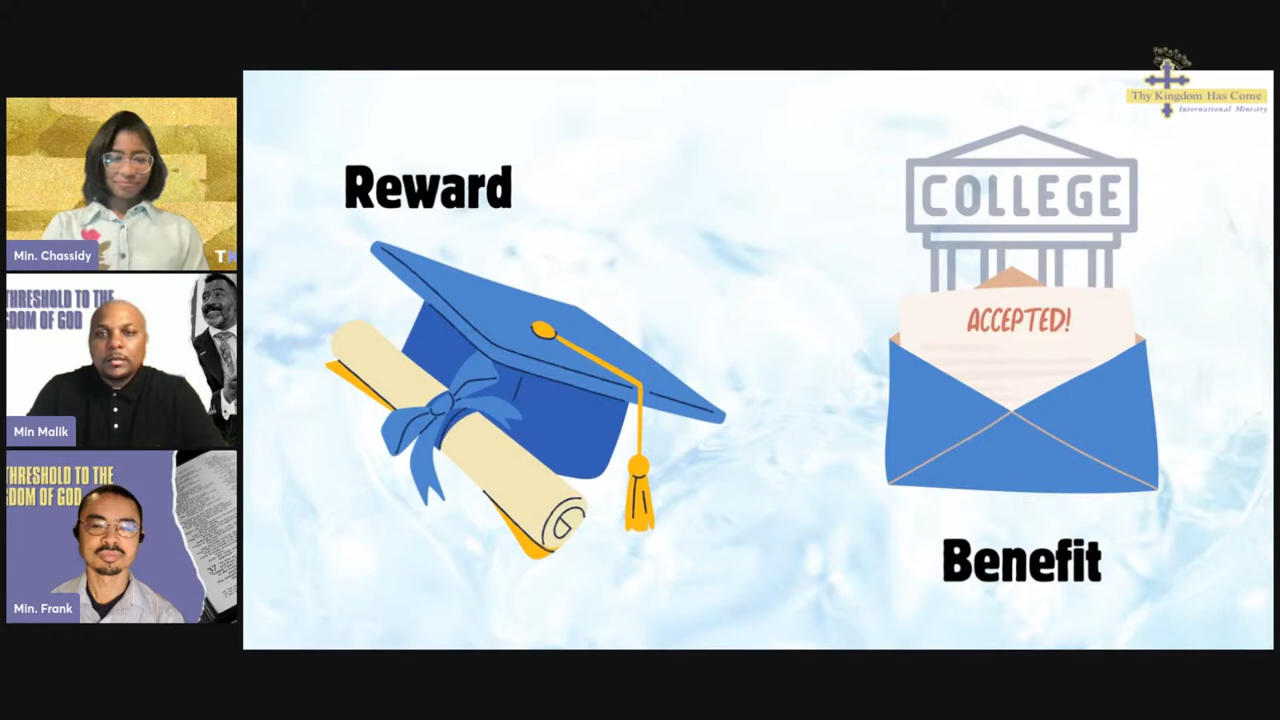 Thy Kingdom Has Come
International Ministry
Reward
COLLEGE
ACCEPTED!
Benefit
Min. Chassidy
T
THRESHOLD TO THE
DOM OF GOD
Min Malik
THRESHOLD TO THE
DOM OF GOD
Min. Frank